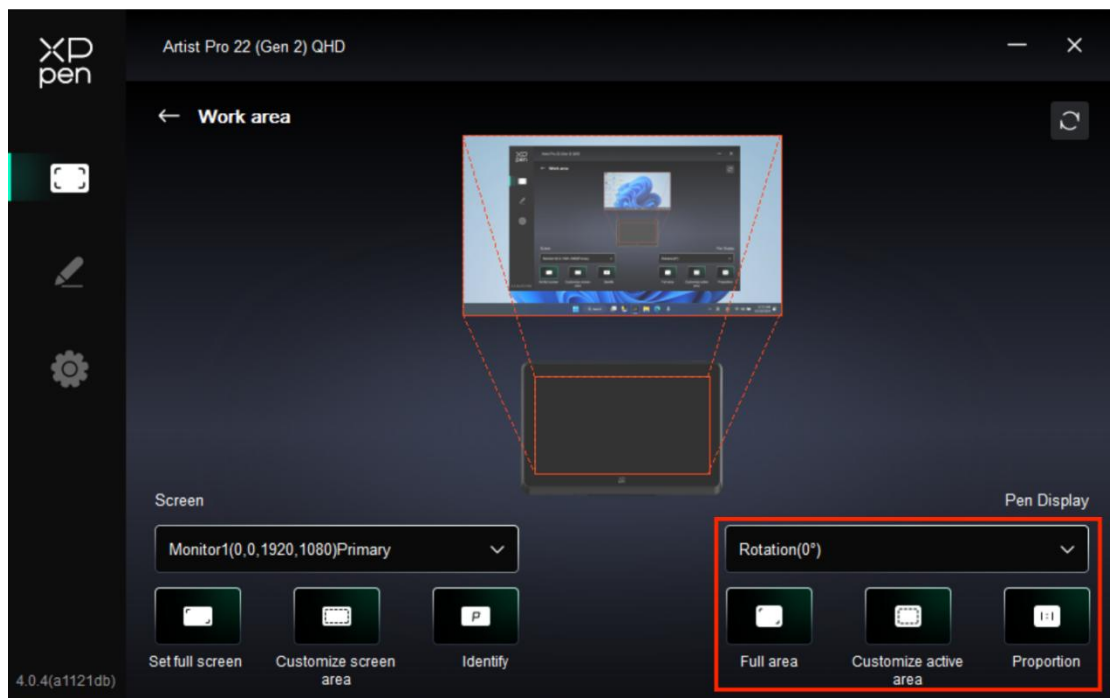 XP
pen
Artist Pro 22 (Gen 2) QHD
Work area
Screen
Pen Display
Monitor1(0,0,1920,1080)Primary
Rotation(0°)
Set full screen
Customize screen
area
Identify
Full area
Customize active
area
Proportion
4.0.4(a1121db)